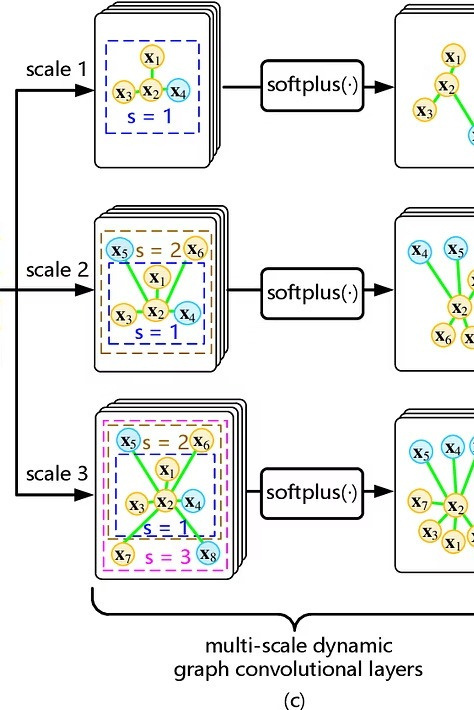 scale 1
x1
x3 x2 x4
s = 1
softplus(·)
x1
x2
x3
scale 2
x5 s = 2 x6
x1
x3 x2 x4
s = 1
softplus(·)
x4 x5
x2
x6
scale 3
x5 s = 2 x6
x1
x3 x2 x4
s = 1
x7 s = 3 x8
softplus(·)
x5 x4
x7 x2
x3 x1
multi-scale dynamic
graph convolutional layers
(c)